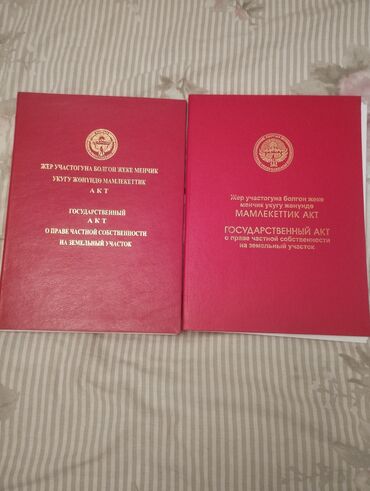 ЖЕР УЧАСТОГУНА БОЛГОН ЖЕКЕ МЕНЧИК
УКУГУ ЖӨНҮНДӨ МАМЛЕКЕТТИК
АКТ
ГОСУДАРСТВЕННЫЙ
АКТ
О ПРАВЕ ЧАСТНОЙ СОБСТВЕННОСТИ
НА ЗЕМЕЛЬНЫЙ УЧАСТОК
Жер участогуна болгон жеке
менчик укугу жөнүндө
МАМЛЕКЕТТИК АКТ
ГОСУДАРСТВЕННЫЙ АКТ
о праве частной собственности
на земельный участок